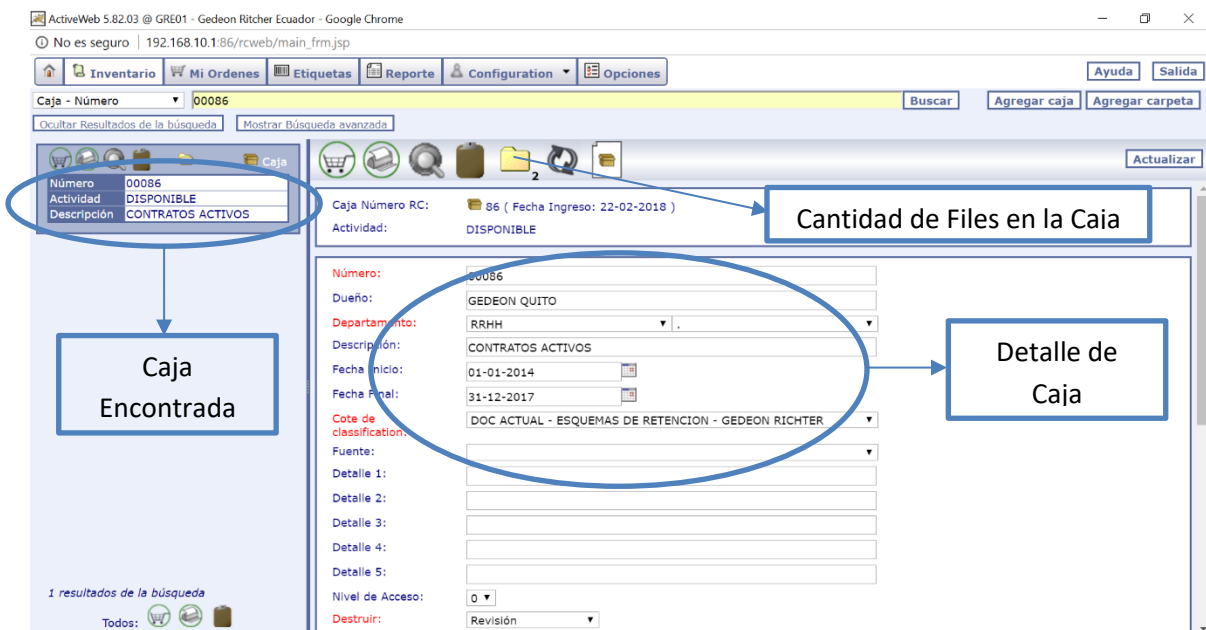 ActiveWeb 5.82.03 @ GRE01 - Gedeon Ritcher Ecuador - Google Chrome
No es seguro | 192.168.10.1:86/rcweb/main_frm.jsp
Inventario Mi Ordenes Etiquetas Reporte Configuration Opciones Ayuda Salida
Caja - Número 00086 Buscar Agregar caja Agregar carpeta
Ocultar Resultados de la búsqueda Mostrar Búsqueda avanzada
Caja
Número 00086
Actividad DISPONIBLE
Descripción CONTRATOS ACTIVOS
Caja
Encontrada
1 resultados de la búsqueda
Todos:
2
Actualizar
Caja Número RC: 86 ( Fecha Ingreso: 22-02-2018 )
Actividad: DISPONIBLE
Cantidad de Files en la Caja
Número: 00086
Dueño: GEDEON QUITO
Departamento: RRHH .
Descripción: CONTRATOS ACTIVOS
Fecha Inicio: 01-01-2014
Fecha Final: 31-12-2017
Cote de
classification: DOC ACTUAL - ESQUEMAS DE RETENCION - GEDEON RICHTER
Fuente:
Detalle 1:
Detalle 2:
Detalle 3:
Detalle 4:
Detalle 5:
Nivel de Acceso: 0
Destruir: Revisión
Detalle de
Caja